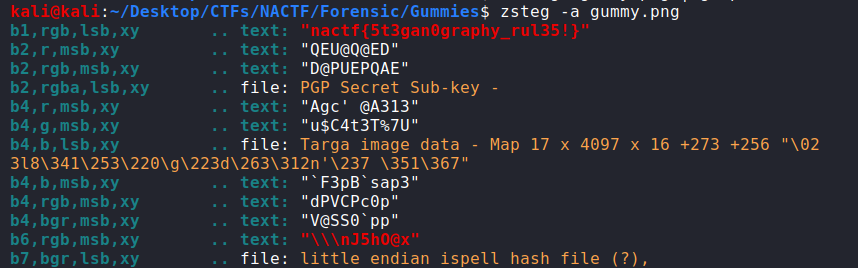 kali@kali:~/Desktop/CTFs/NACTF/Forensic/Gummies$ zsteg -a gummy.png
b1,rgb,lsb,xy .. text: "nactf{5t3gan0graphy_rul35!}"
b2,r,msb,xy .. text: "QEU@Q@ED"
b2,rgb,msb,xy .. text: "D@PUEPQAE"
b2,rgba,lsb,xy .. file: PGP Secret Sub-key -
b4,r,msb,xy .. text: "Agc' @A313"
b4,g,msb,xy .. text: "u$C4t3T%7U"
b4,b,lsb,xy .. file: Targa image data - Map 17 x 4097 x 16 +273 +256 "\02
3l8\341\253\220\g\223d\263\312n'\237 \351\367"
b4,b,msb,xy .. text: "`F3pB`sap3"
b4,rgb,msb,xy .. text: "dPVCPc0p"
b4,bgr,msb,xy .. text: "V@SS0`pp"
b6,rgb,msb,xy .. text: "\\\nJ5hO@x"
b7,bgr,lsb,xy .. file: little endian ispell hash file (?),